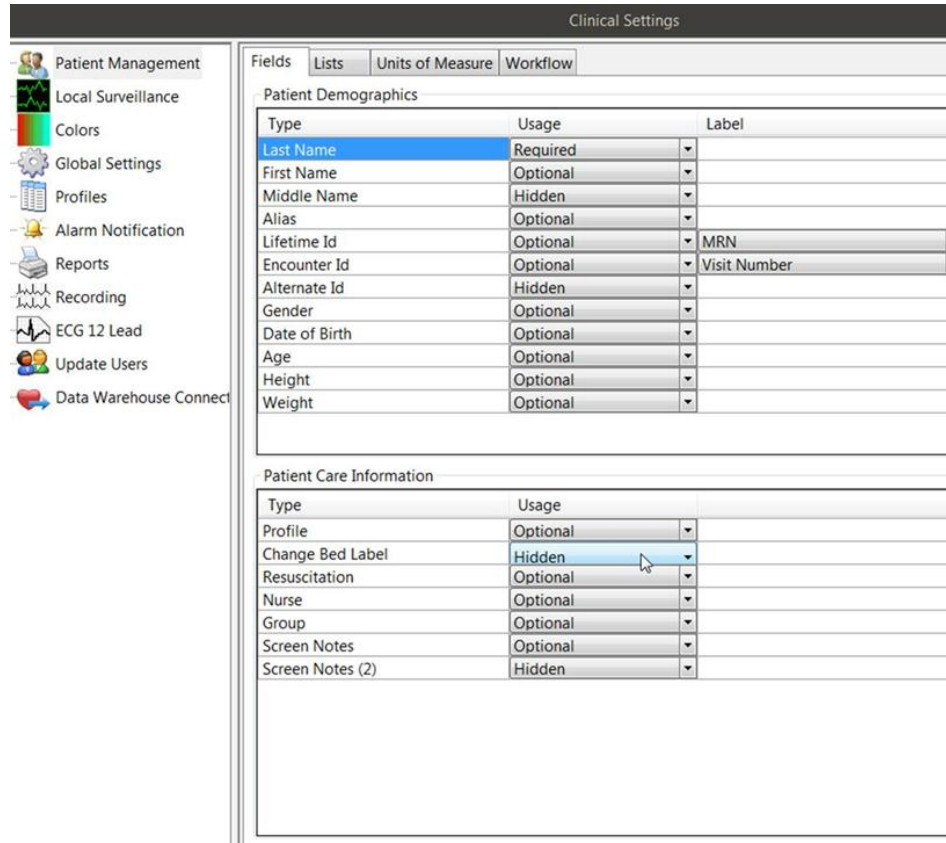 Clinical Settings
Patient Management
Local Surveillance
Colors
Global Settings
Profiles
Alarm Notification
Reports
Recording
ECG 12 Lead
Update Users
Data Warehouse Connect
Fields Lists Units of Measure Workflow
Patient Demographics
Type Usage Label
Last Name Required
First Name Optional
Middle Name Hidden
Alias Optional
Lifetime Id Optional MRN
Encounter Id Optional Visit Number
Alternate Id Hidden
Gender Optional
Date of Birth Optional
Age Optional
Height Optional
Weight Optional
Patient Care Information
Type Usage
Profile Optional
Change Bed Label Hidden
Resuscitation Optional
Nurse Optional
Group Optional
Screen Notes Optional
Screen Notes (2) Hidden